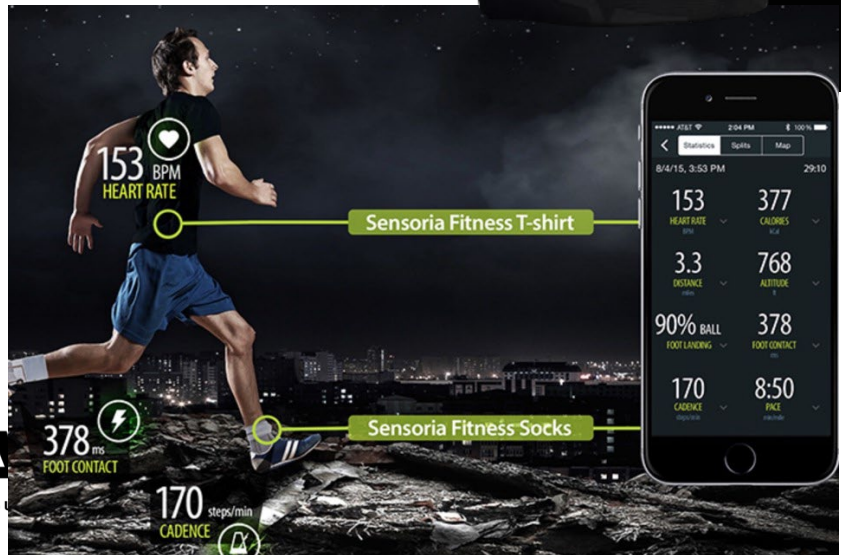 153 BPM
HEART RATE
Sensoria Fitness T-shirt
378 ms
FOOT CONTACT
Sensoria Fitness Socks
170 steps/min
CADENCE
AT&T 2:04 PM 100%
Statistics Splits Map
8/4/15, 3:53 PM 29:10
153 377
HEART RATE CALORIES
BPM kCal
3.3 768
DISTANCE ALTITUDE
miles ft
90% BALL 378
FOOT LANDING FOOT CONTACT
ms
170 8:50
CADENCE PACE
steps/min min/mile